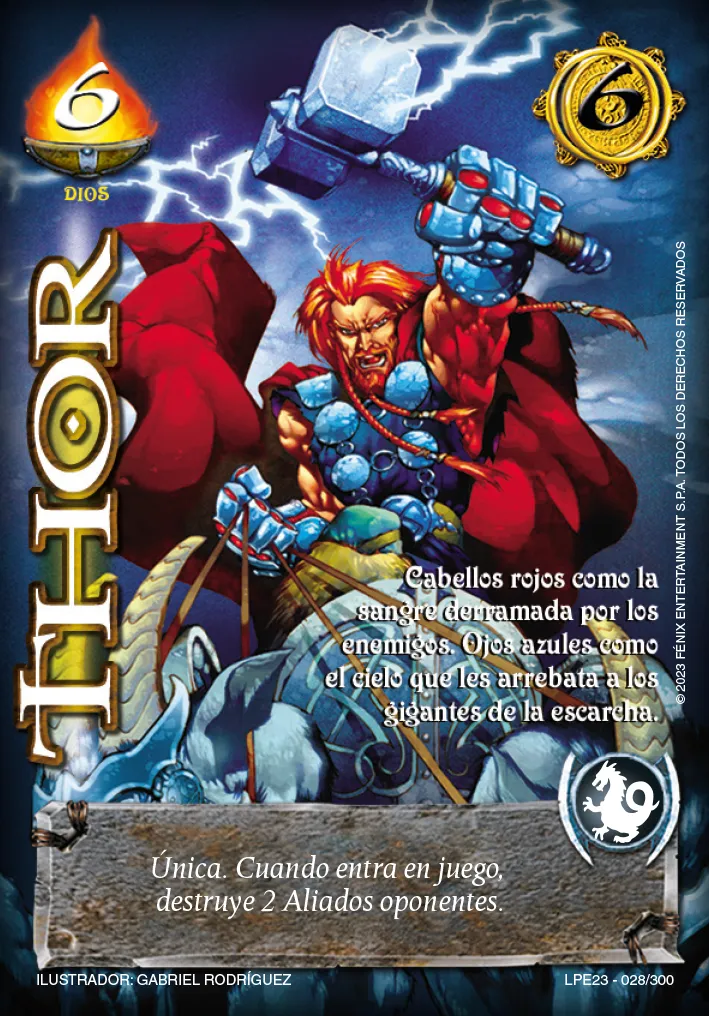 6
6
DIOS
THOR
Cabellos rojos como la
sangre derramada por los
enemigos. Ojos azules como
el cielo que les arrebata a los
gigantes de la escarcha.
© 2023 FÉNIX ENTERTAINMENT S.P.A. TODOS LOS DERECHOS RESERVADOS
Única. Cuando entra en juego,
destruye 2 Aliados oponentes.
ILUSTRADOR: GABRIEL RODRÍGUEZ
LPE23 - 028/300